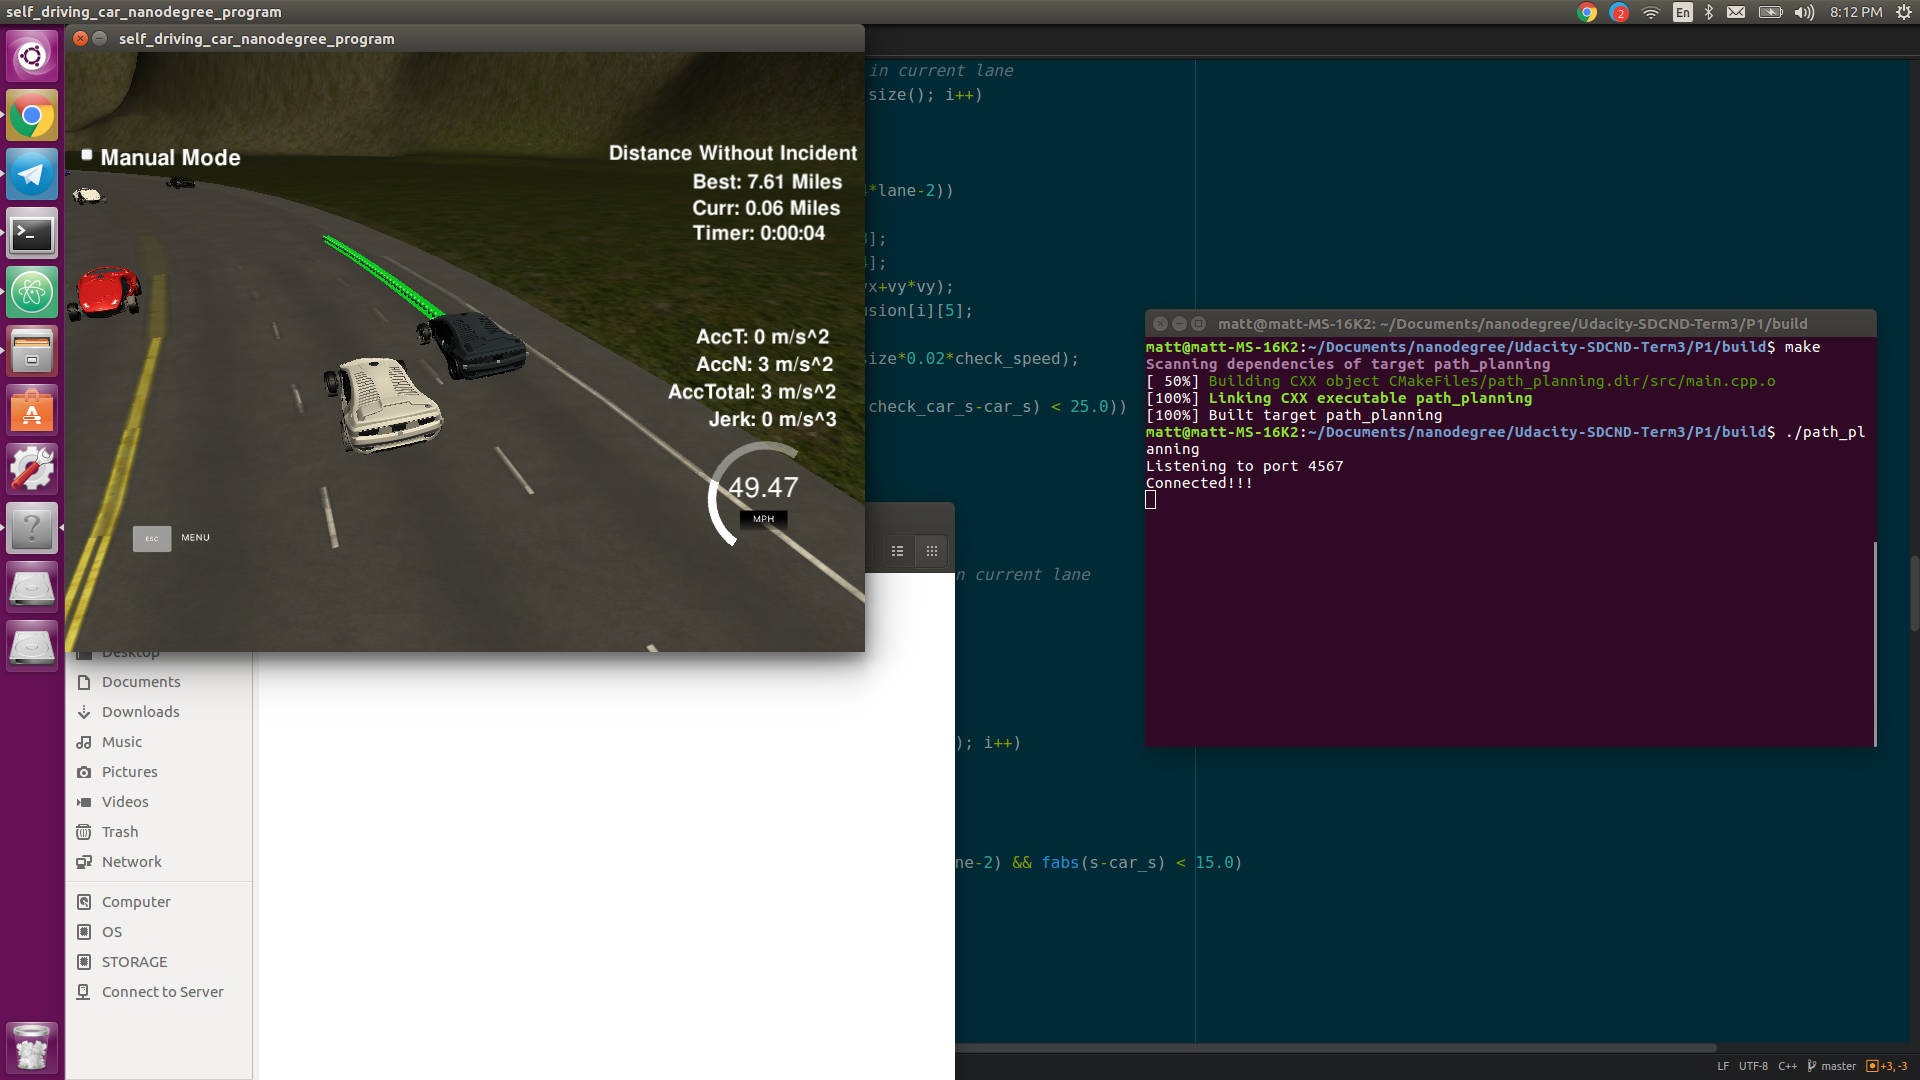 self_driving_car_nanodegree_program
2
En
8:12 PM
self_driving_car_nanodegree_program
Manual Mode
Distance Without Incident
Best: 7.61 Miles
Curr: 0.06 Miles
Timer: 0:00:04
AccT: 0 m/s^2
AccN: 3 m/s^2
AccTotal: 3 m/s^2
Jerk: 0 m/s^3
49.47
MPH
ESC
MENU
in current lane
size(); i++)
*lane-2))
];
];
x+vy*vy);
sion[i][5];
size*0.02*check_speed);
check_car_s-car_s) < 25.0))
n current lane
); i++)
ne-2) && fabs(s-car_s) < 15.0)
matt@matt-MS-16K2: ~/Documents/nanodegree/Udacity-SDCND-Term3/P1/build
matt@matt-MS-16K2:~/Documents/nanodegree/Udacity-SDCND-Term3/P1/build$ make
Scanning dependencies of target path_planning
[ 50%] Building CXX object CMakeFiles/path_planning.dir/src/main.cpp.o
[100%] Linking CXX executable path_planning
[100%] Built target path_planning
matt@matt-MS-16K2:~/Documents/nanodegree/Udacity-SDCND-Term3/P1/build$ ./path_pl
anning
Listening to port 4567
Connected!!!
Desktop
Documents
Downloads
Music
Pictures
Videos
Trash
Network
Computer
OS
STORAGE
Connect to Server
LF
UTF-8
C++
master
+3, -3